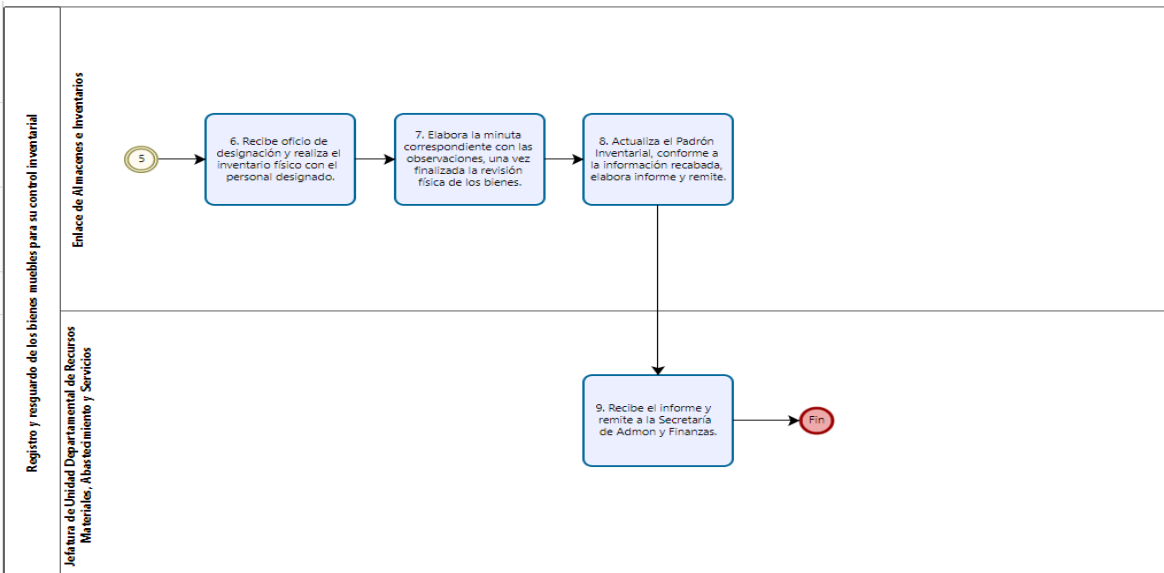 Registro y resguardo de los bienes muebles para su control inventarial
Enlace de Almacenes e Inventarios
5
6. Recibe oficio de
designación y realiza el
inventario físico con el
personal designado.
7. Elabora la minuta
correspondiente con las
observaciones, una vez
finalizada la revisión
física de los bienes.
8. Actualiza el Padrón
Inventarial, conforme a
la información recabada,
elabora informe y remite.
Jefatura de Unidad Departamental de Recursos
Materiales, Abastecimiento y Servicios
9. Recibe el informe y
remite a la Secretaría
de Admon y Finanzas.
Fin